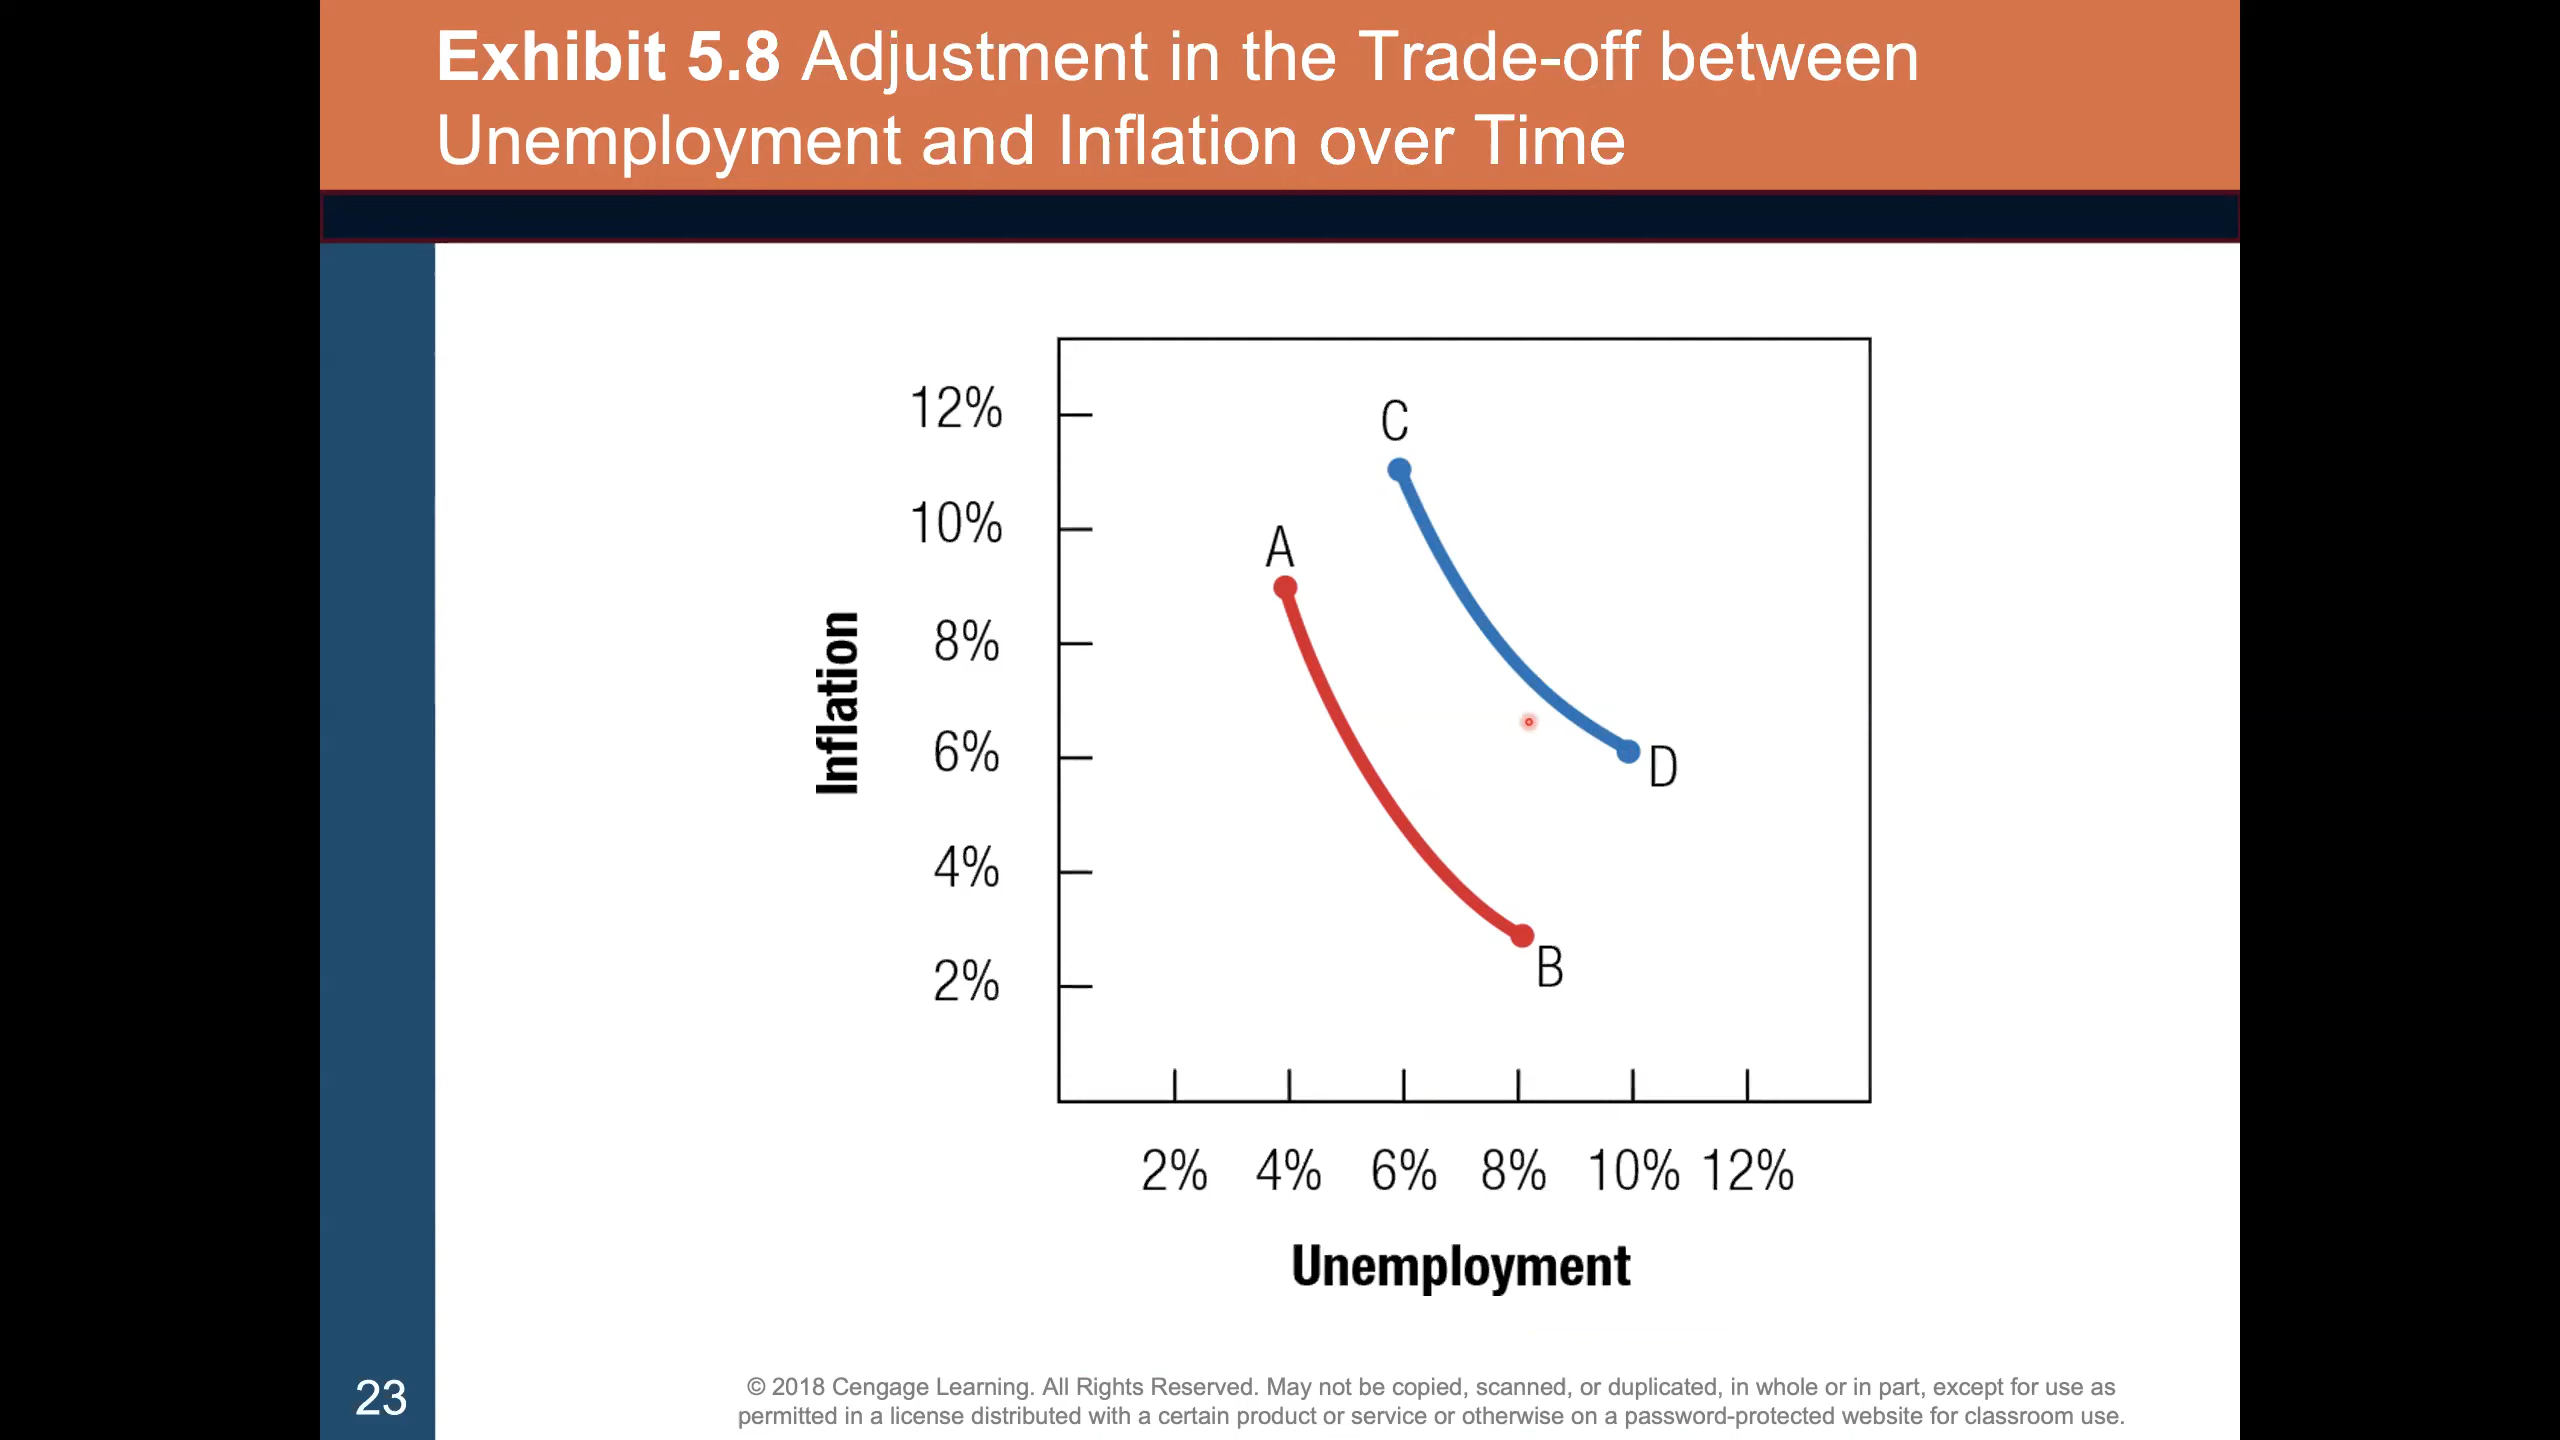 Exhibit 5.8 Adjustment in the Trade-off between
Unemployment and Inflation over Time
12%
10%
8%
6%
4%
2%
Inflation
C
A
D
B
2% 4% 6% 8% 10% 12%
Unemployment
23
© 2018 Cengage Learning. All Rights Reserved. May not be copied, scanned, or duplicated, in whole or in part, except for use as
permitted in a license distributed with a certain product or service or otherwise on a password-protected website for classroom use.